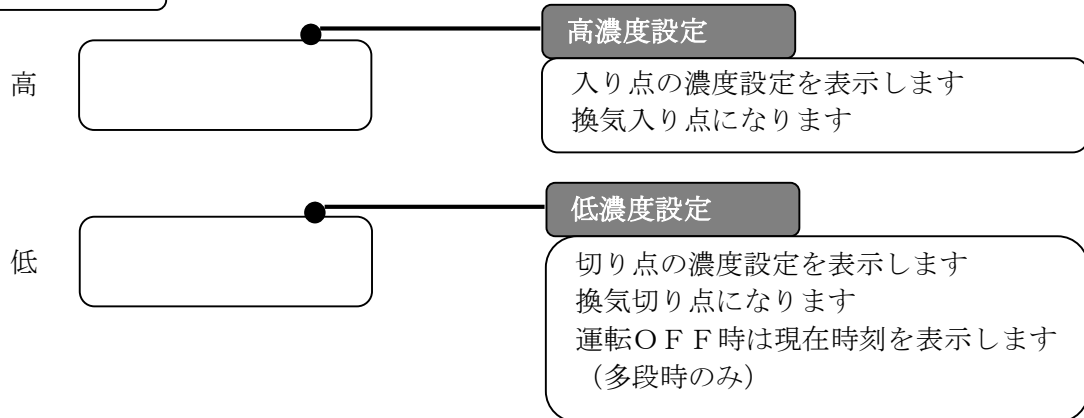 高濃度設定
高
入り点の濃度設定を表示します
換気入り点になります
低濃度設定
低
切り点の濃度設定を表示します
換気切り点になります
運転OFF時は現在時刻を表示します
(多段時のみ)